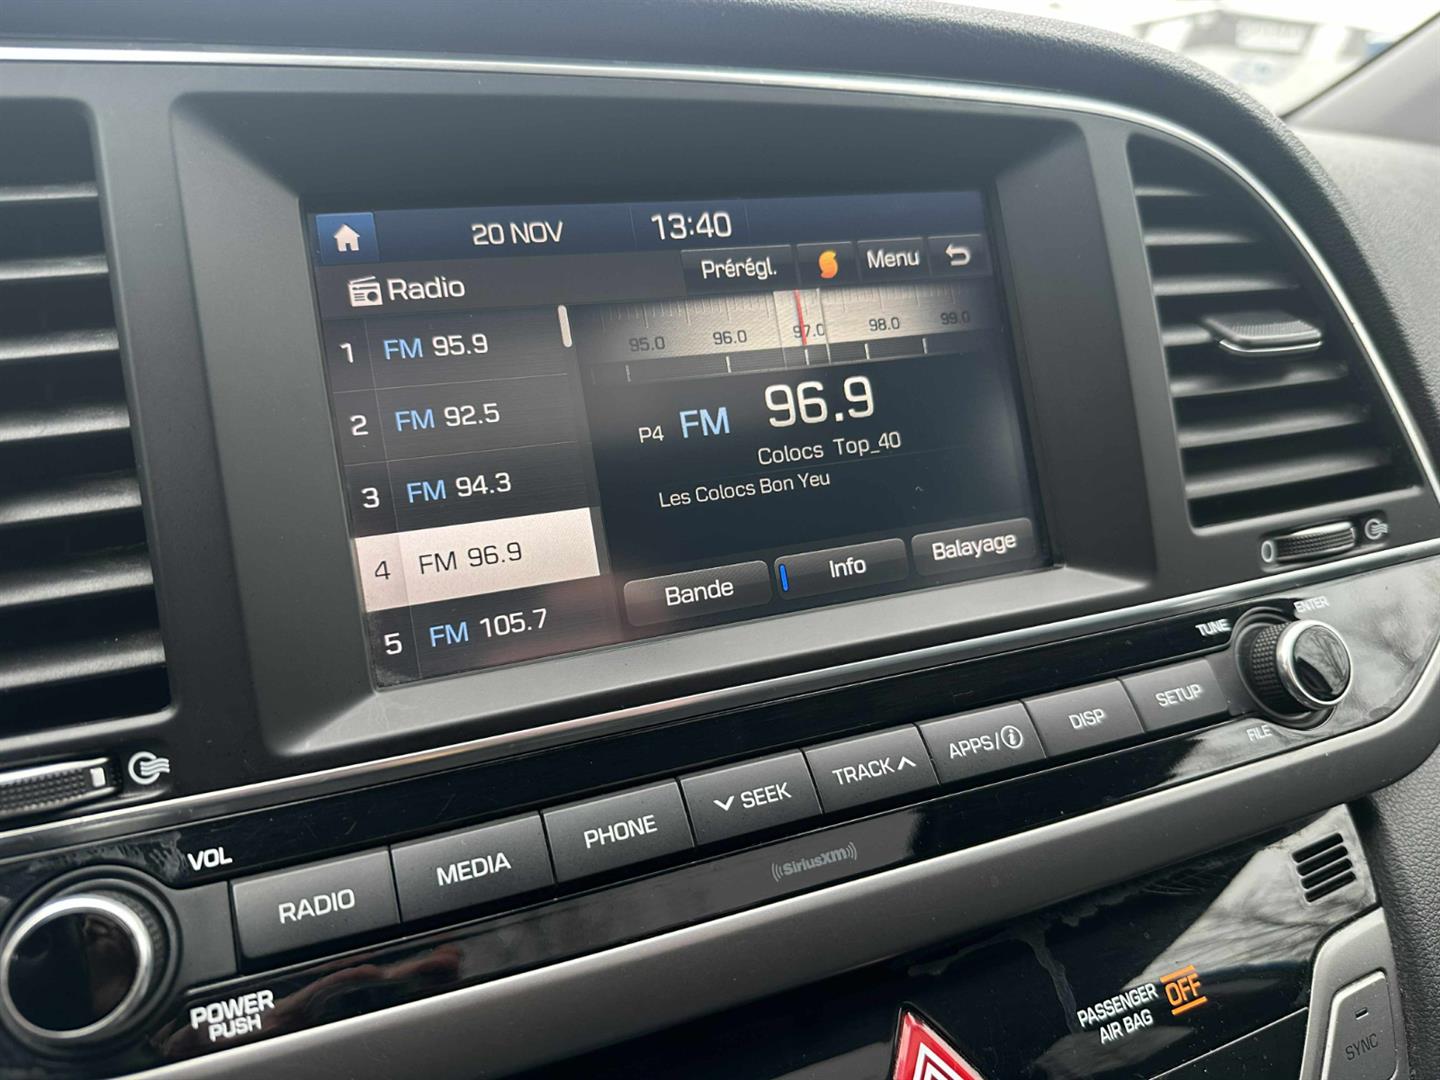 20 NOV 13:40
Radio Prérégl. Menu
1 FM 95.9
2 FM 92.5
3 FM 94.3
4 FM 96.9
5 FM 105.7
95.0 96.0 97.0 98.0 99.0
P4 FM 96.9
Colocs Top_40
Les Colocs Bon Yeu
Bande Info Balayage
VOL
RADIO MEDIA PHONE SEEK TRACK APPS/i DISP SETUP
TUNE
ENTER
FILE
POWER
PUSH
((SiriusXM))
PASSENGER
AIR BAG OFF
SYNC
0